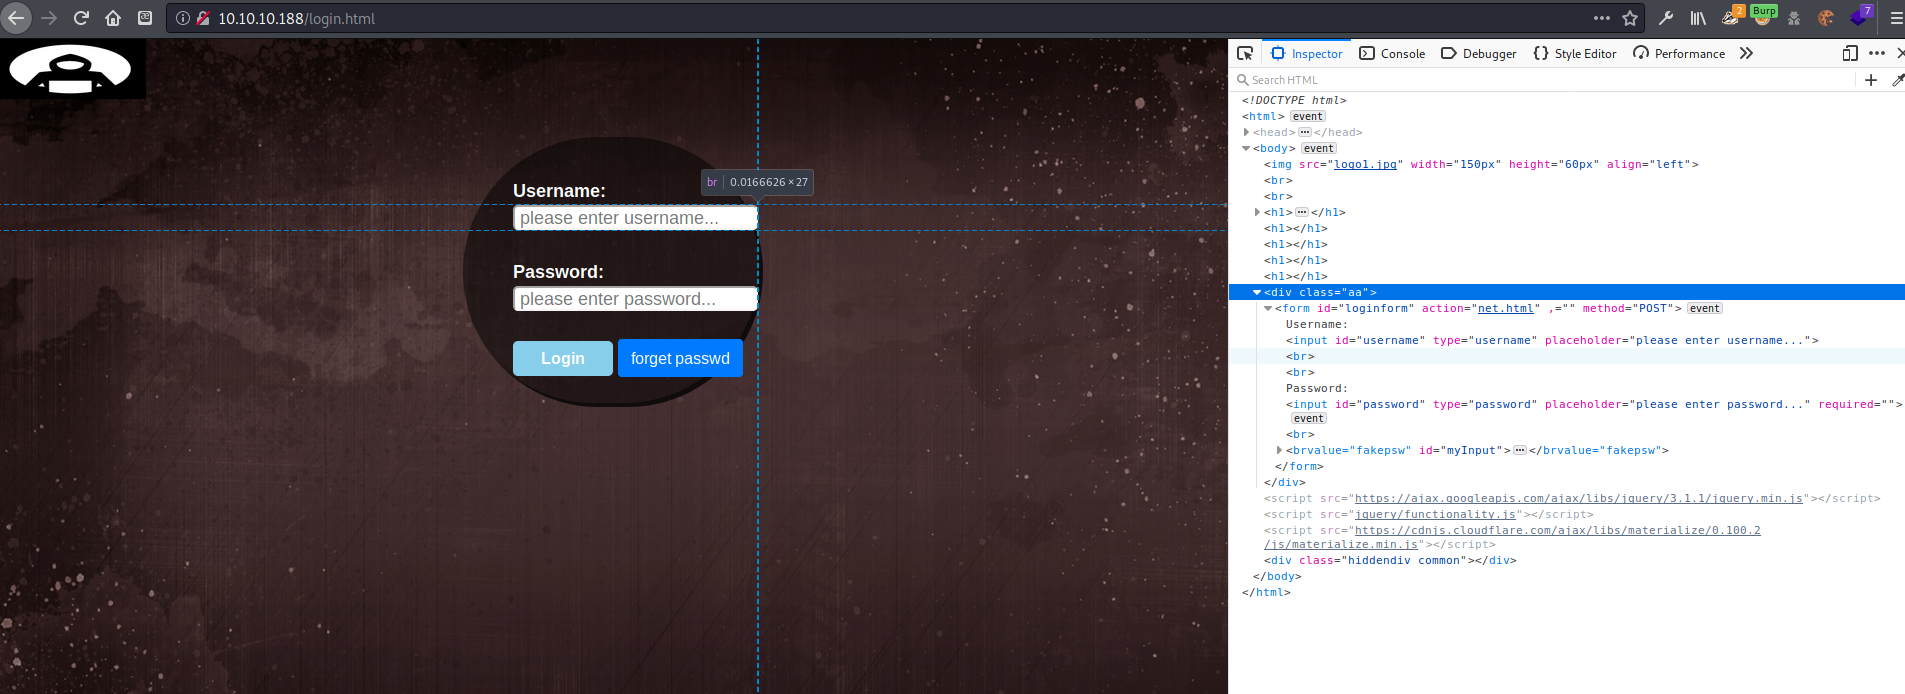 10.10.10.188/login.html
2
Burp
7
Inspector
Console
Debugger
Style Editor
Performance
Search HTML
Username:
please enter username...
br
0.0166626 × 27
Password:
please enter password...
Login
forget passwd
<!DOCTYPE html>
<html> event
<head> ••• </head>
<body> event
<img src="logo1.jpg" width="150px" height="60px" align="left">
<br>
<br>
<h1> ••• </h1>
<h1></h1>
<h1></h1>
<h1></h1>
<h1></h1>
<div class="aa">
<form id="loginform" action="net.html" ,="" method="POST"> event
Username:
<input id="username" type="username" placeholder="please enter username...">
<br>
<br>
Password:
<input id="password" type="password" placeholder="please enter password..." required="">
event
<br>
<brvalue="fakepsw" id="myInput"> ••• </brvalue="fakepsw">
</form>
</div>
<script src="https://ajax.googleapis.com/ajax/libs/jquery/3.1.1/jquery.min.js"></script>
<script src="jquery/functionality.js"></script>
<script src="https://cdnjs.cloudflare.com/ajax/libs/materialize/0.100.2
/js/materialize.min.js"></script>
<div class="hiddendiv common"></div>
</body>
</html>